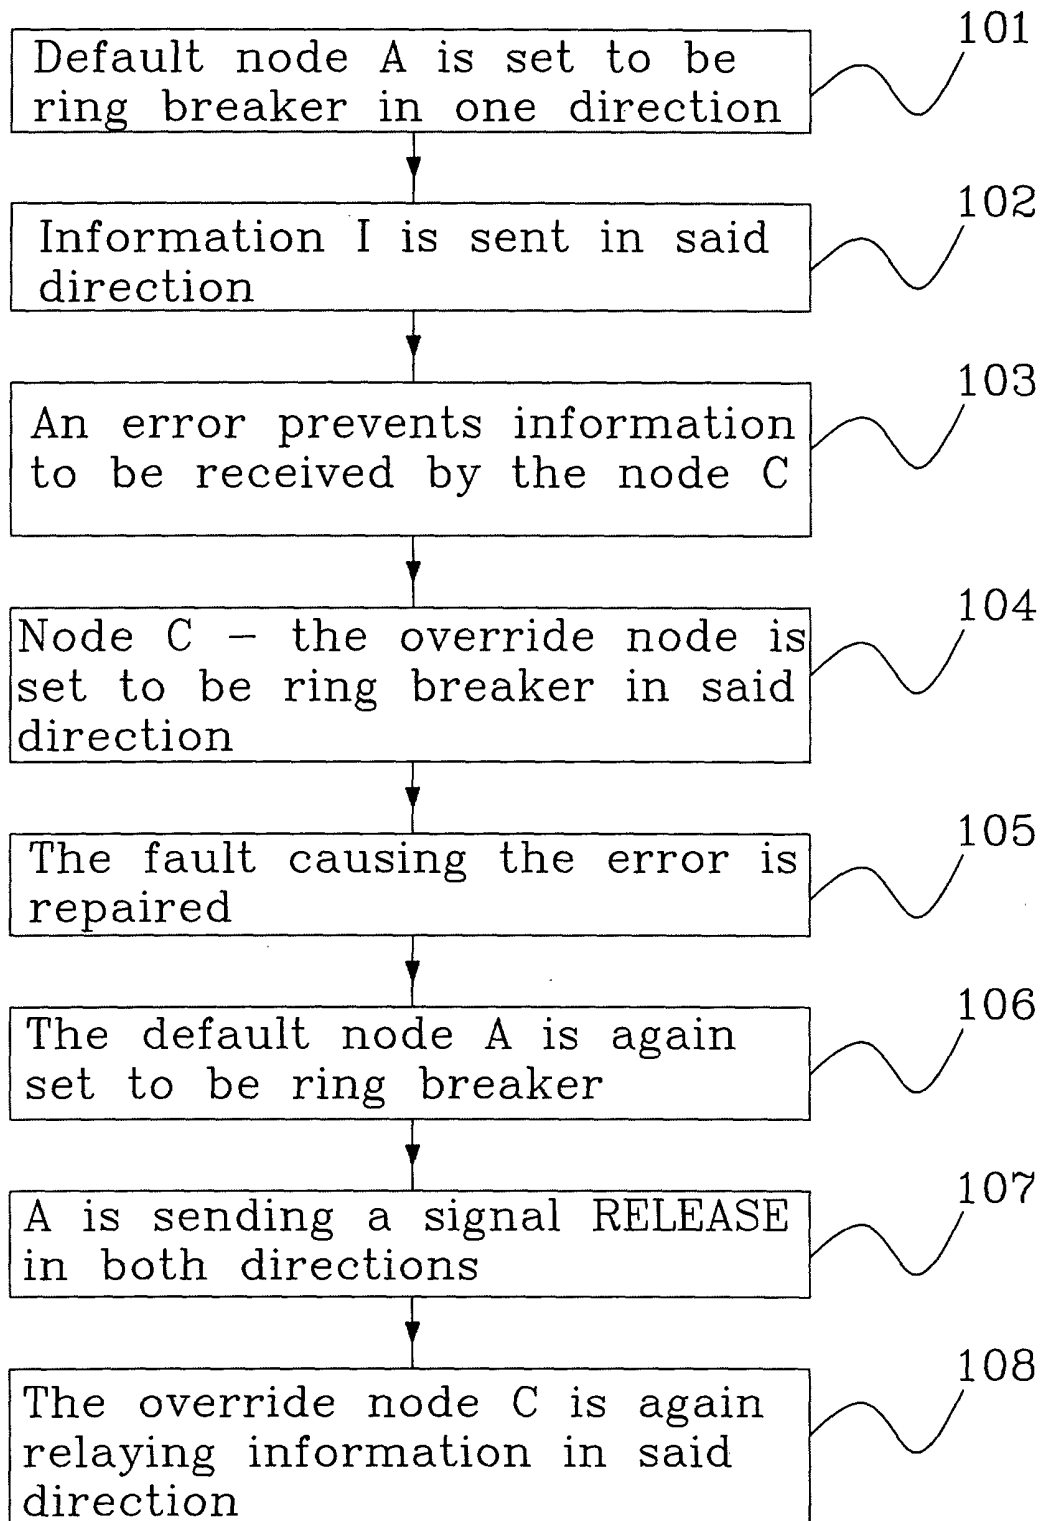 101
Default node A is set to be
ring breaker in one direction
102
Information I is sent in said
direction
103
An error prevents information
to be received by the node C
104
Node C – the override node is
set to be ring breaker in said
direction
105
The fault causing the error is
repaired
106
The default node A is again
set to be ring breaker
107
A is sending a signal RELEASE
in both directions
108
The override node C is again
relaying information in said
direction